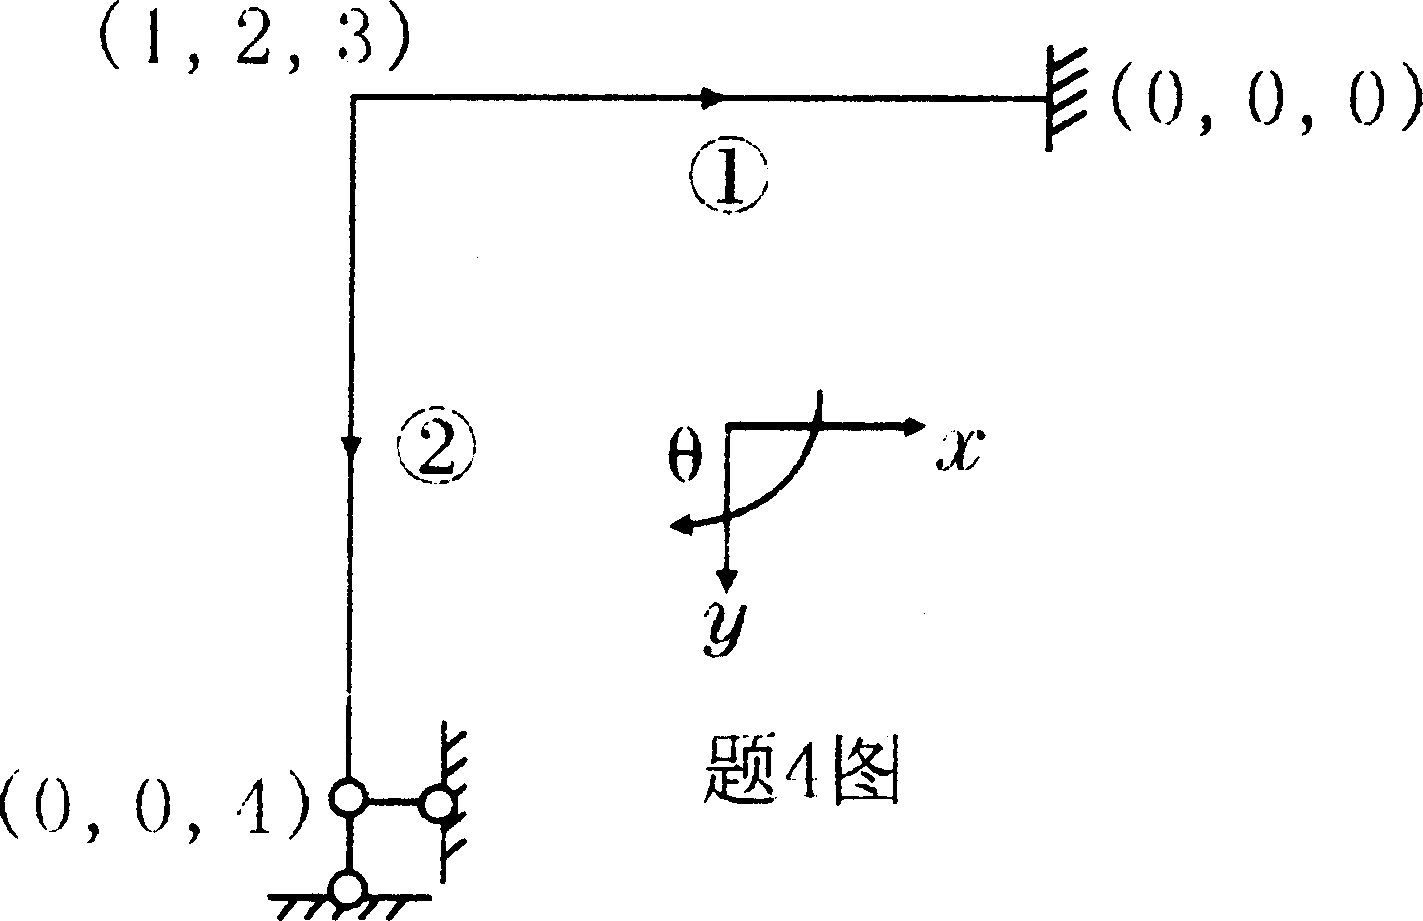 (1, 2, 3)
(0, 0, 0)
①
②
θ
x
y
题4图
(0, 0, 4)